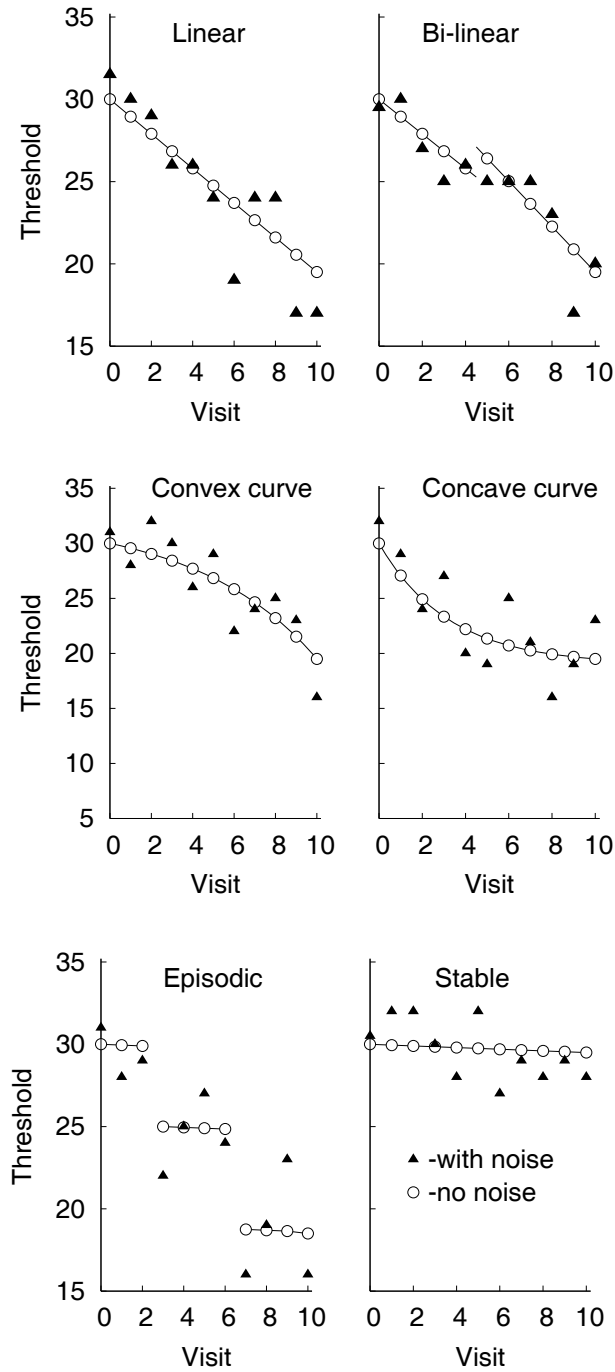 Linear
Bi-linear
35
30
25
20
15
Threshold
0 2 4 6 8 10
Visit
0 2 4 6 8 10
Visit
Convex curve
Concave curve
35
30
25
20
15
10
5
Threshold
0 2 4 6 8 10
Visit
0 2 4 6 8 10
Visit
Episodic
Stable
35
30
25
20
15
Threshold
-with noise
-no noise
0 2 4 6 8 10
Visit
0 2 4 6 8 10
Visit